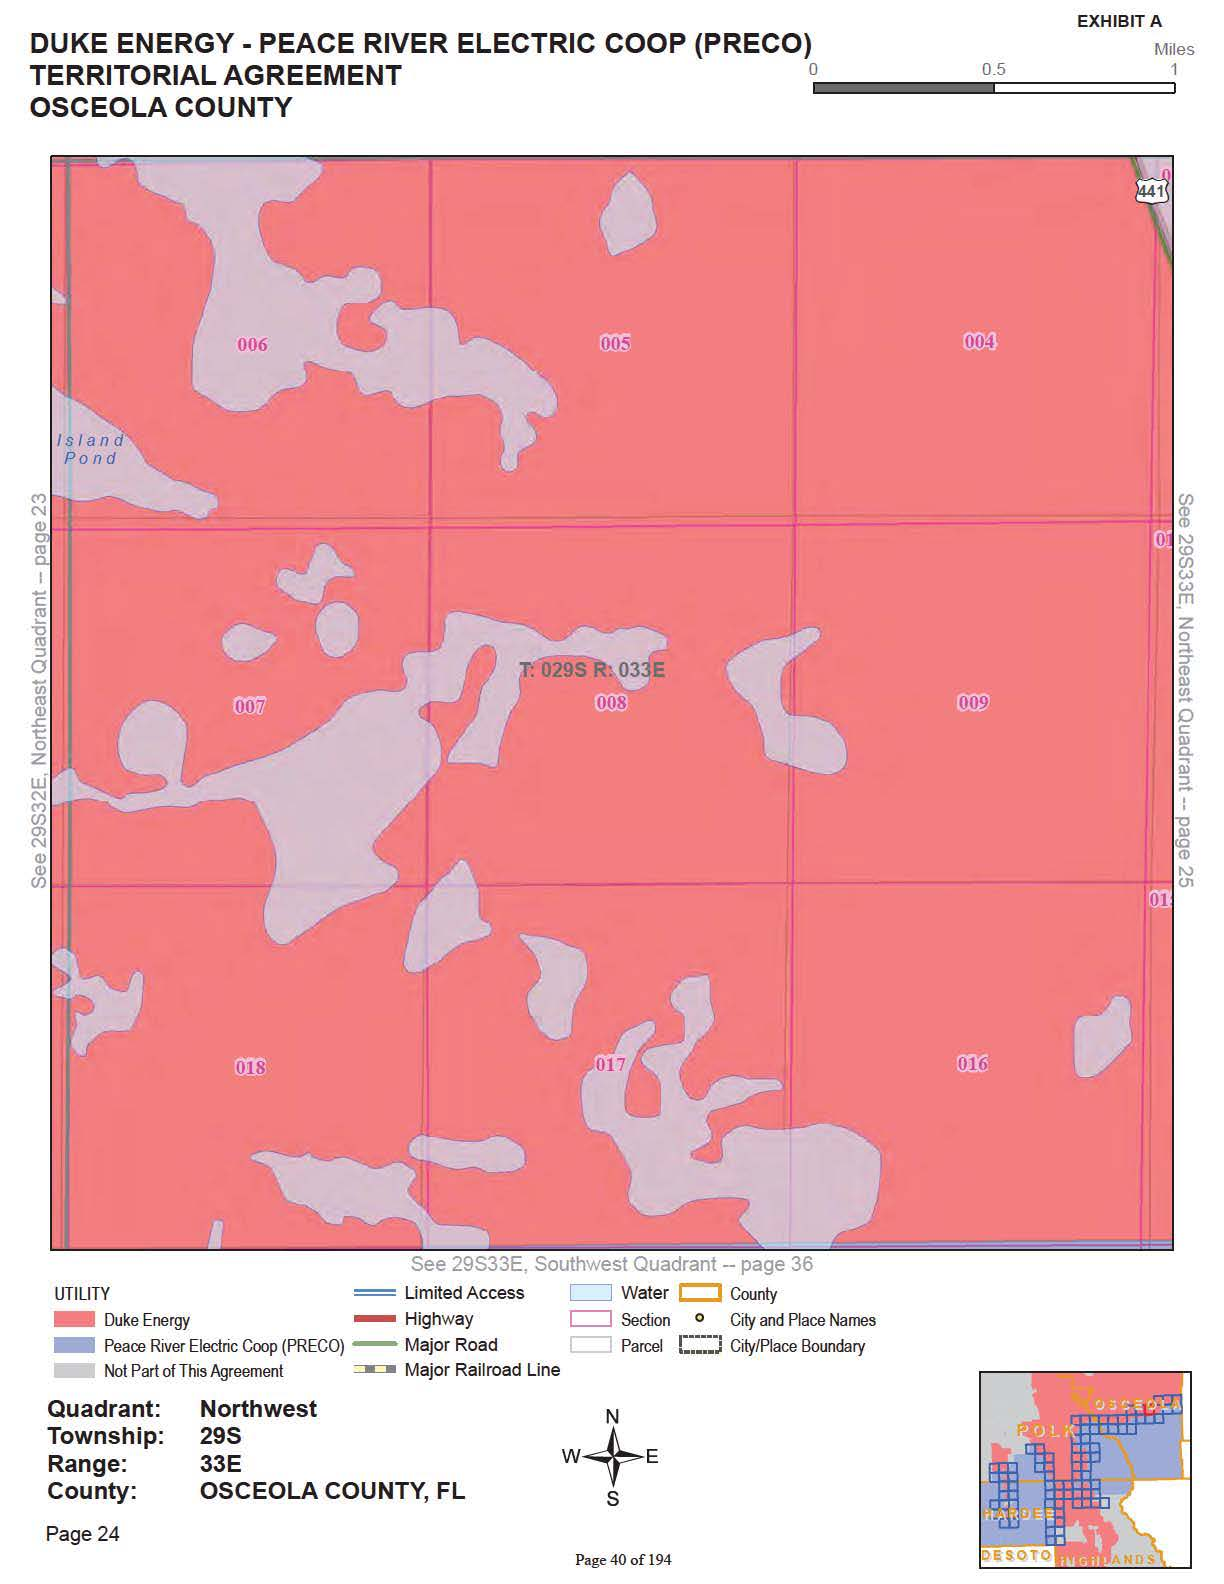 EXHIBIT A
DUKE ENERGY - PEACE RIVER ELECTRIC COOP (PRECO)
TERRITORIAL AGREEMENT
OSCEOLA COUNTY
Miles
0 0.5 1
441
0
006
005
004
Island
Pond
See 29S32E, Northeast Quadrant -- page 23
See 29S33E, Northeast Quadrant -- page 25
01
T: 029S R: 033E
007
008
009
01
018
017
016
See 29S33E, Southwest Quadrant -- page 36
UTILITY
Duke Energy
Peace River Electric Coop (PRECO)
Not Part of This Agreement
Limited Access
Highway
Major Road
Major Railroad Line
Water
Section
Parcel
County
City and Place Names
City/Place Boundary
Quadrant: Northwest
Township: 29S
Range: 33E
County: OSCEOLA COUNTY, FL
Page 24
N
W E
S
Page 40 of 194
OSCEOLA
POLK
HARDEE
DESOTO
HIGHLANDS